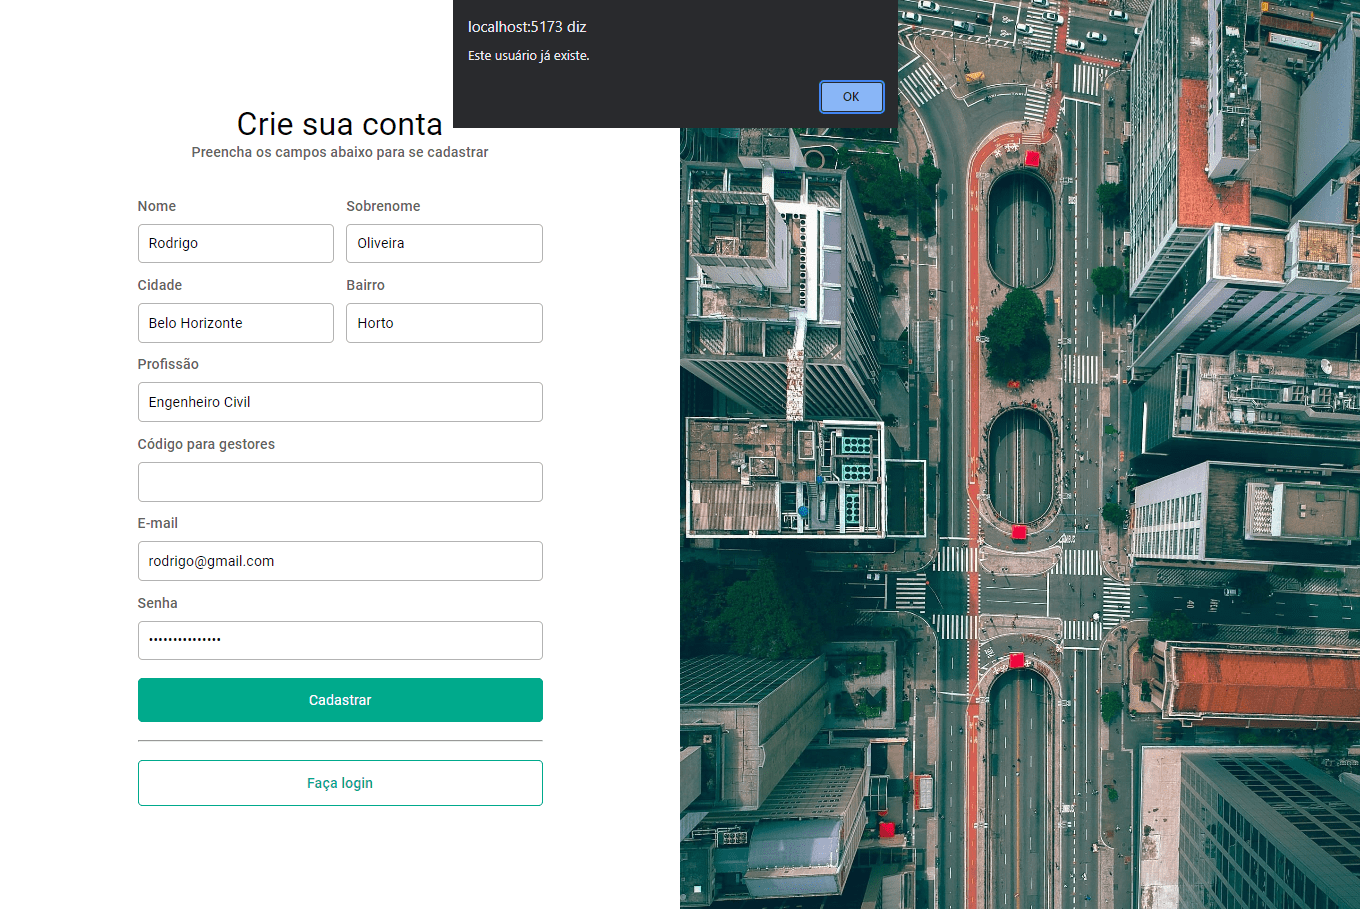 localhost:5173 diz
Este usuário já existe.
OK
Crie sua conta
Preencha os campos abaixo para se cadastrar
Nome
Sobrenome
Rodrigo
Oliveira
Cidade
Bairro
Belo Horizonte
Horto
Profissão
Engenheiro Civil
Código para gestores
E-mail
rodrigo@gmail.com
Senha
•••••••••••••••
Cadastrar
Faça login